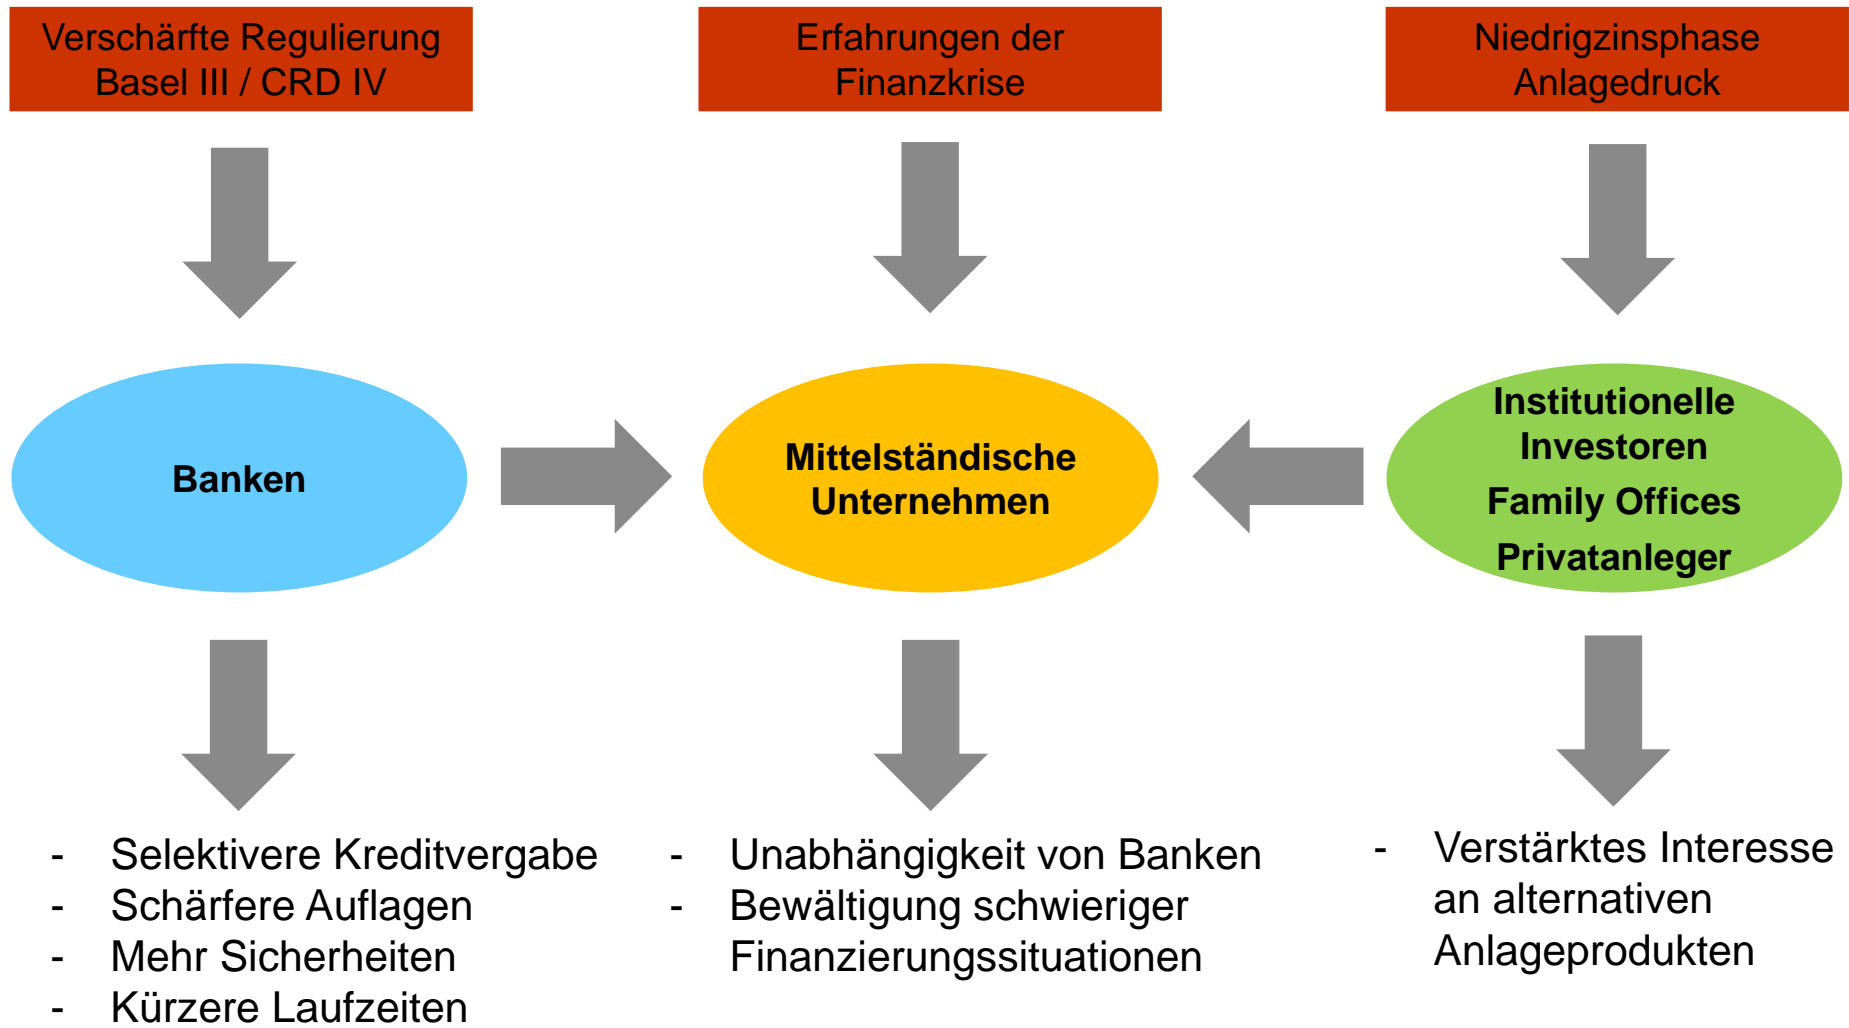 Verschärfte Regulierung
Basel III / CRD IV
Erfahrungen der
Finanzkrise
Niedrigzinsphase
Anlagedruck
Banken
Mittelständische
Unternehmen
Institutionelle
Investoren
Family Offices
Privatanleger
- Selektivere Kreditvergabe
- Schärfere Auflagen
- Mehr Sicherheiten
- Kürzere Laufzeiten
- Unabhängigkeit von Banken
- Bewältigung schwieriger
Finanzierungssituationen
- Verstärktes Interesse
an alternativen
Anlageprodukten